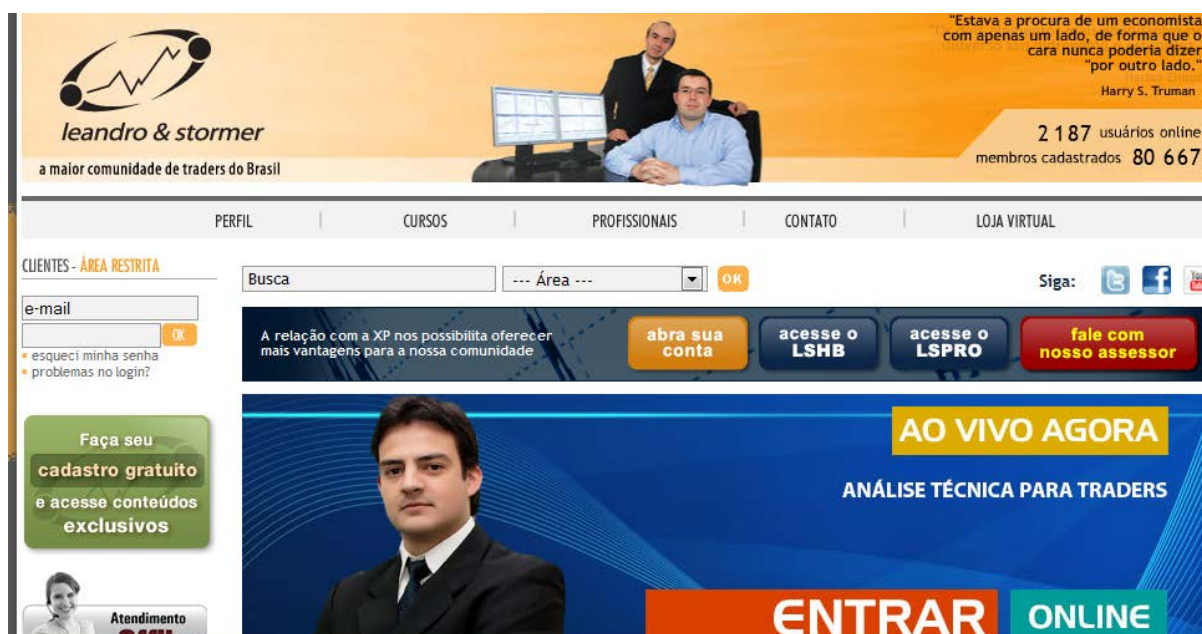 "Estava a procura de um economista
com apenas um lado, de forma que o
cara nunca poderia dizer
"por outro lado."
Harry S. Truman
leandro & stormer
a maior comunidade de traders do Brasil
2 187 usuários online
membros cadastrados 80 667
PERFIL CURSOS PROFISSIONAIS CONTATO LOJA VIRTUAL
CLIENTES - ÁREA RESTRITA
Busca --- Área --- OK Siga:
e-mail
OK
esqueci minha senha
problemas no login?
A relação com a XP nos possibilita oferecer
mais vantagens para a nossa comunidade
abra sua
conta
acesse o
LSHB
acesse o
LSPRO
fale com
nosso assessor
Faça seu
cadastro gratuito
e acesse conteúdos
exclusivos
AO VIVO AGORA
ANÁLISE TÉCNICA PARA TRADERS
ENTRAR ONLINE
Atendimento